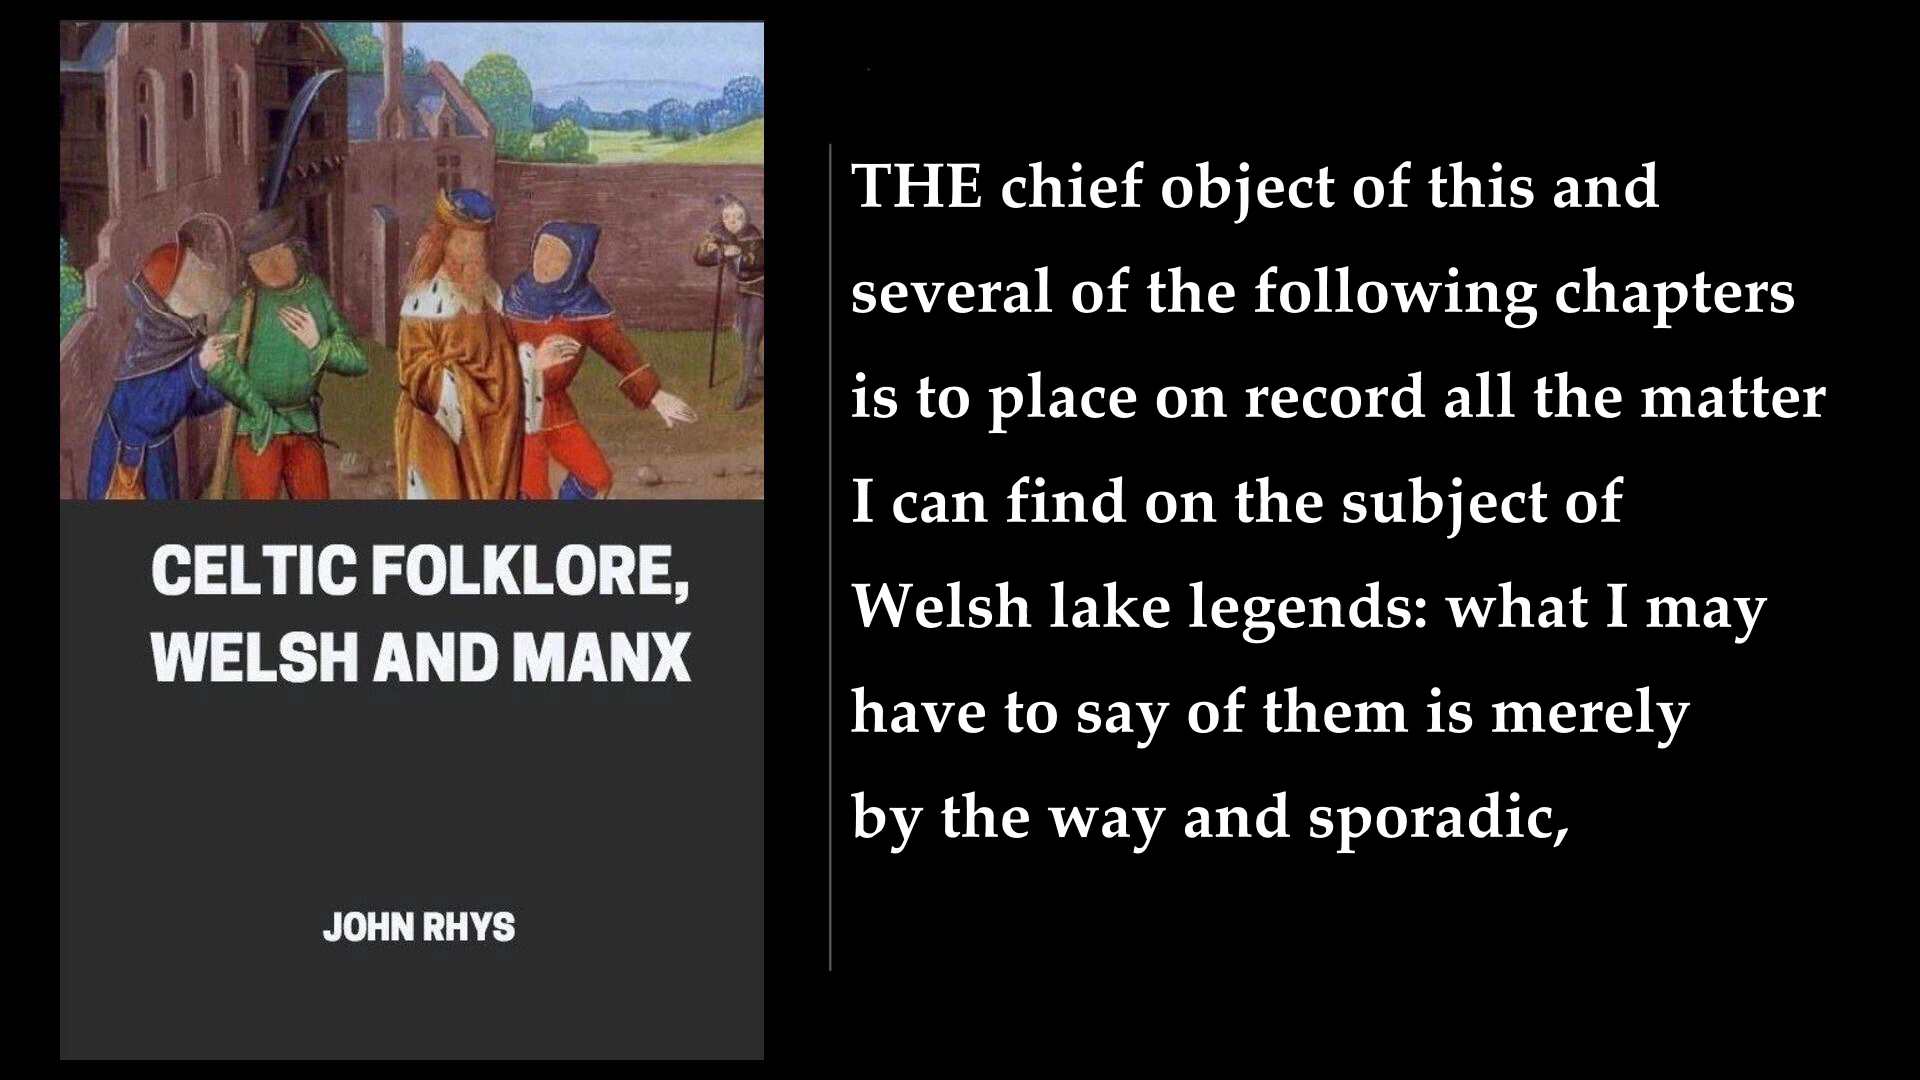 CELTIC FOLKLORE,
WELSH AND MANX
JOHN RHYS
THE chief object of this and
several of the following chapters
is to place on record all the matter
I can find on the subject of
Welsh lake legends: what I may
have to say of them is merely
by the way and sporadic,